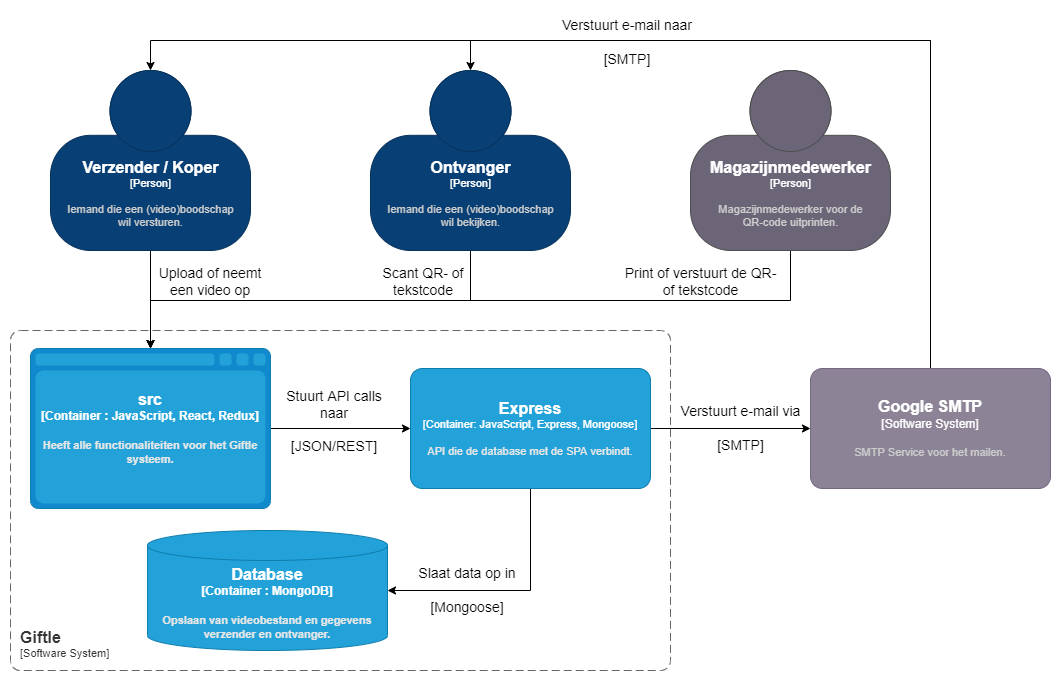 Verstuurt e-mail naar
[SMTP]
Verzender / Koper
[Person]
Iemand die een (video)boodschap
wil versturen.
Ontvanger
[Person]
Iemand die een (video)boodschap
wil bekijken.
Magazijnmedewerker
[Person]
Magazijnmedewerker voor de
QR-code uitprinten.
Upload of neemt
een video op
Scant QR- of
tekstcode
Print of verstuurt de QR-
of tekstcode
src
[Container : JavaScript, React, Redux]
Heeft alle functionaliteiten voor het Giftle
systeem.
Stuurt API calls
naar
[JSON/REST]
Express
[Container: JavaScript, Express, Mongoose]
API die de database met de SPA verbindt.
Verstuurt e-mail via
[SMTP]
Google SMTP
[Software System]
SMTP Service voor het mailen.
Database
[Container : MongoDB]
Opslaan van videobestand en gegevens
verzender en ontvanger.
Slaat data op in
[Mongoose]
Giftle
[Software System]